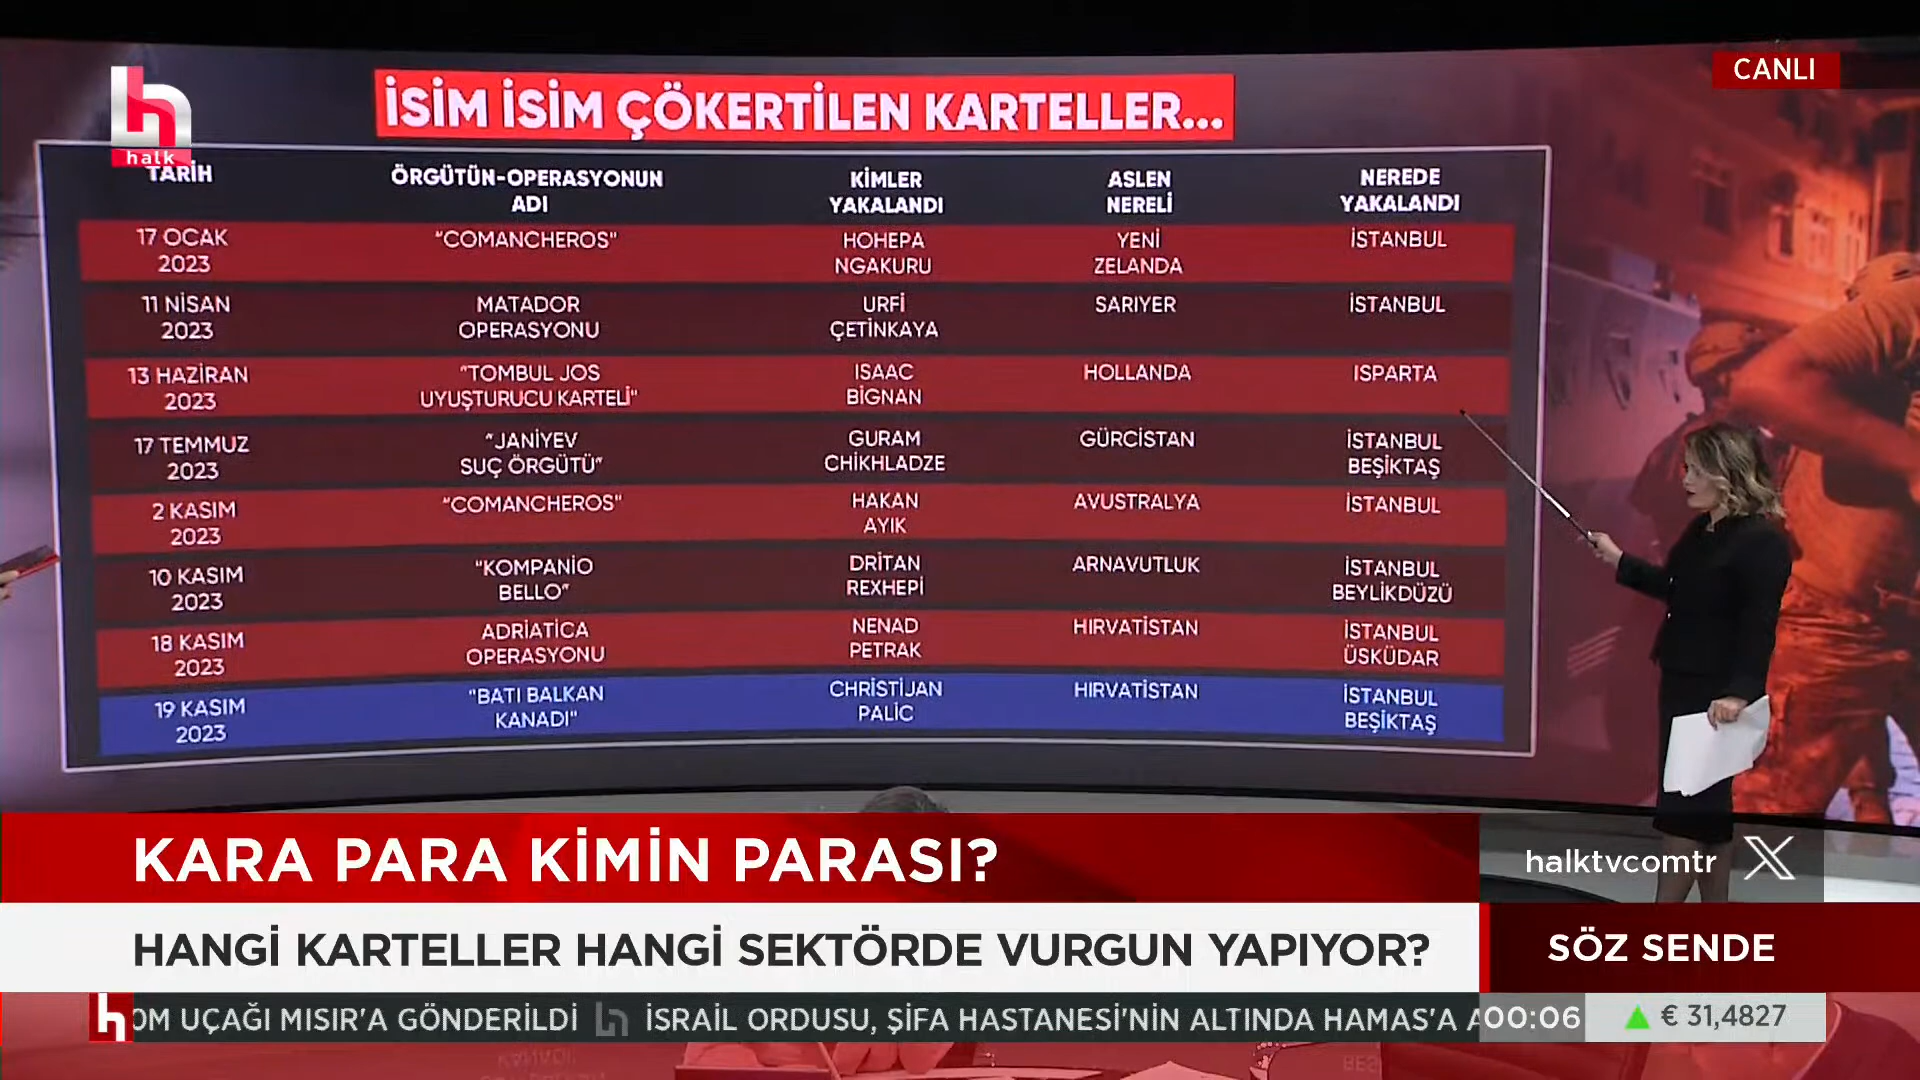 h
halk
CANLI
İSİM İSİM ÇÖKERTİLEN KARTELLER...
TARİH
ÖRGÜTÜN-OPERASYONUN
ADI
KİMLER
YAKALANDI
ASLEN
NERELİ
NEREDE
YAKALANDI
17 OCAK
2023
"COMANCHEROS"
HOHEPA
NGAKURU
YENİ
ZELANDA
İSTANBUL
11 NİSAN
2023
MATADOR
OPERASYONU
URFİ
ÇETİNKAYA
SARIYER
İSTANBUL
13 HAZİRAN
2023
"TOMBUL JOS
UYUŞTURUCU KARTELİ"
ISAAC
BİGNAN
HOLLANDA
ISPARTA
17 TEMMUZ
2023
"JANİYEV
SUÇ ÖRGÜTÜ"
GURAM
CHİKHLADZE
GÜRCİSTAN
İSTANBUL
BEŞİKTAŞ
2 KASIM
2023
"COMANCHEROS"
HAKAN
AYIK
AVUSTRALYA
İSTANBUL
10 KASIM
2023
"KOMPANİO
BELLO"
DRİTAN
REXHEPİ
ARNAVUTLUK
İSTANBUL
BEYLİKDÜZÜ
18 KASIM
2023
ADRİATİCA
OPERASYONU
NENAD
PETRAK
HIRVATİSTAN
İSTANBUL
ÜSKÜDAR
19 KASIM
2023
"BATI BALKAN
KANADI"
CHRİSTİJAN
PALİC
HIRVATİSTAN
İSTANBUL
BEŞİKTAŞ
KARA PARA KİMİN PARASI?
halktvcomtr X
HANGİ KARTELLER HANGİ SEKTÖRDE VURGUN YAPIYOR?
SÖZ SENDE
h OM UÇAĞI MISIR'A GÖNDERİLDİ h İSRAİL ORDUSU, ŞİFA HASTANESİ'NİN ALTINDA HAMAS'A A
00:06
€ 31,4827